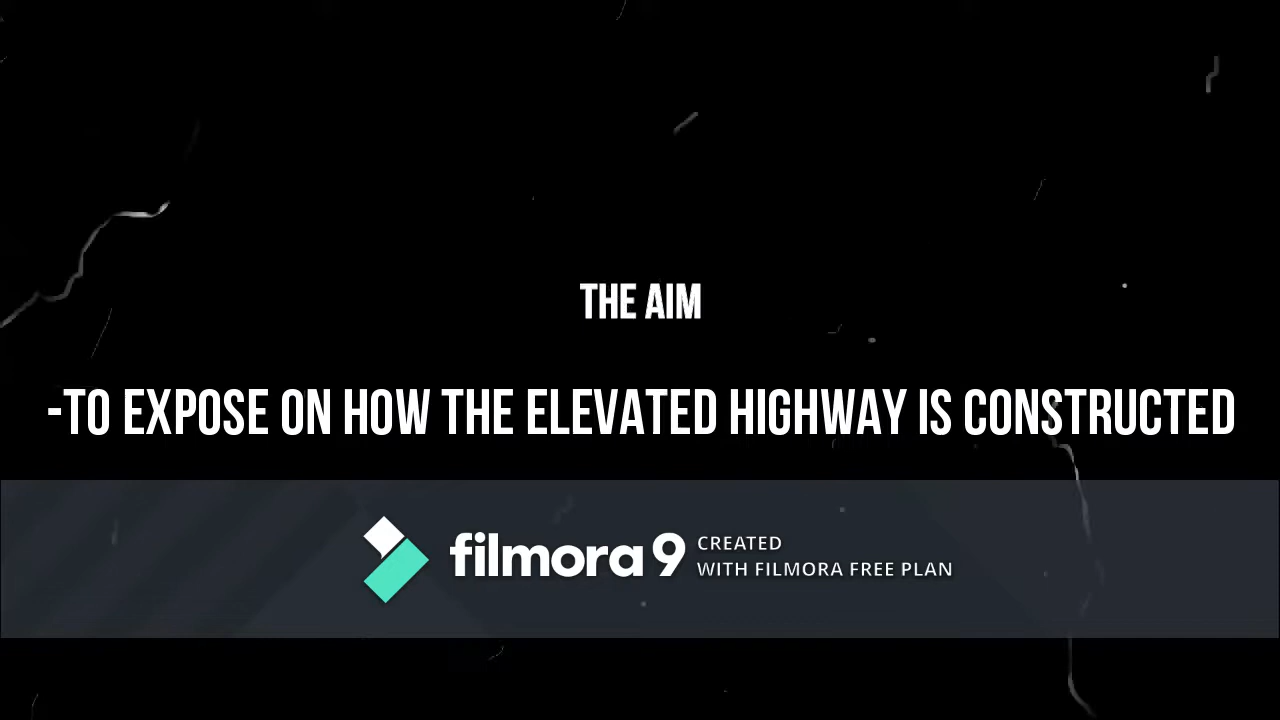 THE AIM
-TO EXPOSE ON HOW THE ELEVATED HIGHWAY IS CONSTRUCTED
filmora 9 CREATED
WITH FILMORA FREE PLAN